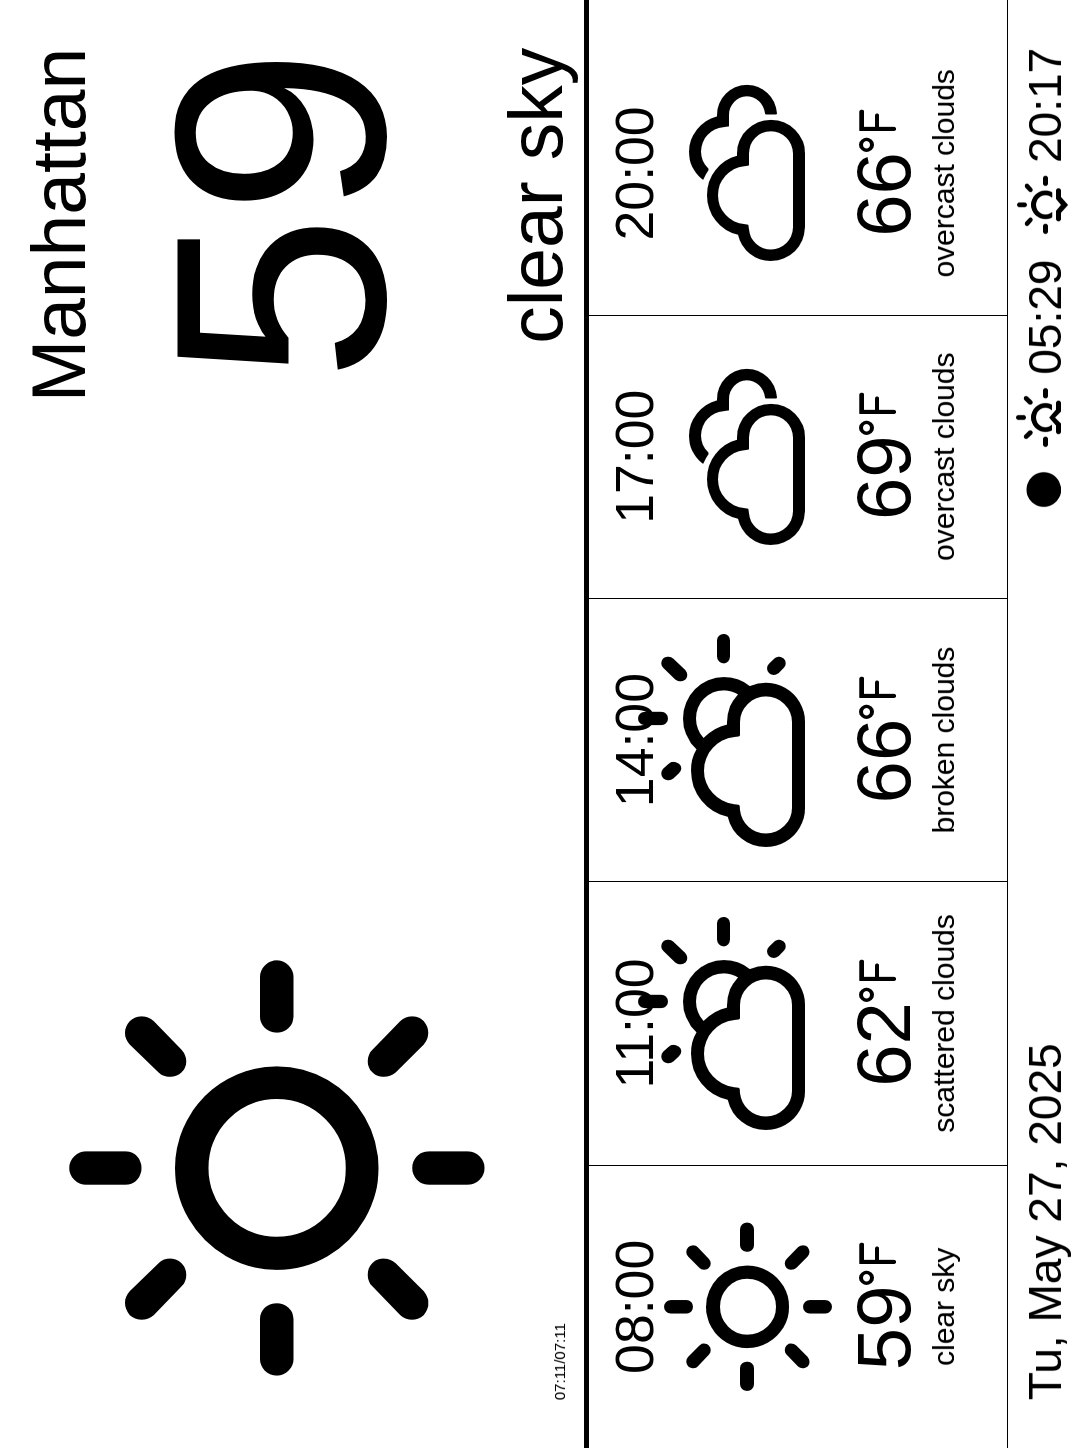 Manhattan
59
clear sky
07:11/07:11
08:00
59°F
clear sky
11:00
62°F
scattered clouds
14:00
66°F
broken clouds
17:00
69°F
overcast clouds
20:00
66°F
overcast clouds
Tu, May 27, 2025
05:29 20:17